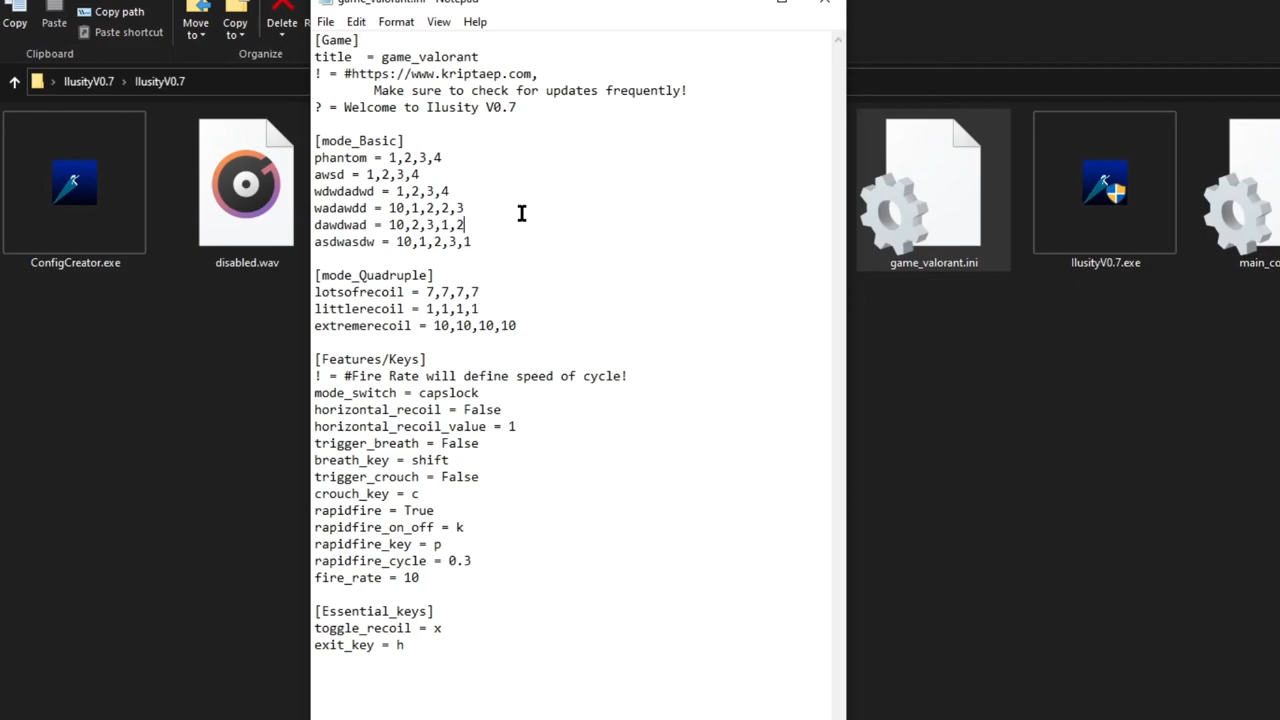 game_valorant.ini - Notepad
Copy
Paste
Copy path
Paste shortcut
Move to
Copy to
Delete
Clipboard
Organize
File Edit Format View Help
IlusityV0.7 > IlusityV0.7
[Game]
title  = game_valorant
! = #https://www.kriptaep.com,
        Make sure to check for updates frequently!
? = Welcome to Ilusity V0.7
[mode_Basic]
phantom = 1,2,3,4
awsd = 1,2,3,4
wdwdadwd = 1,2,3,4
wadawdd = 10,1,2,2,3
dawdwad = 10,2,3,1,2
asdwasdw = 10,1,2,3,1
[mode_Quadruple]
lotsofrecoil = 7,7,7,7
littlerecoil = 1,1,1,1
extremerecoil = 10,10,10,10
[Features/Keys]
! = #Fire Rate will define speed of cycle!
mode_switch = capslock
horizontal_recoil = False
horizontal_recoil_value = 1
trigger_breath = False
breath_key = shift
trigger_crouch = False
crouch_key = c
rapidfire = True
rapidfire_on_off = k
rapidfire_key = p
rapidfire_cycle = 0.3
fire_rate = 10
[Essential_keys]
toggle_recoil = x
exit_key = h
ConfigCreator.exe
disabled.wav
game_valorant.ini
IlusityV0.7.exe
main_co